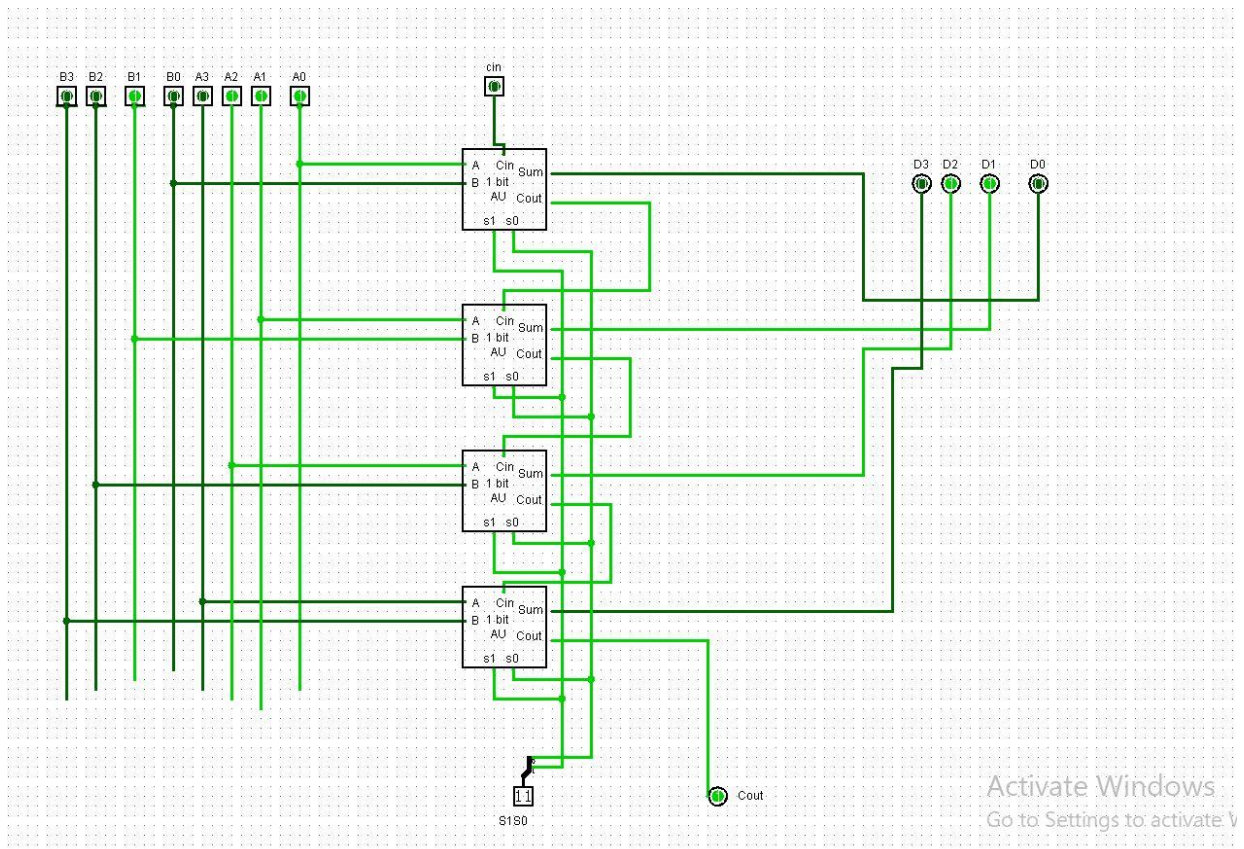 cin
B3 B2 B1 B0 A3 A2 A1 A0
D3 D2 D1 D0
A Cin Sum
B 1 bit
AU Cout
s1 s0
A Cin Sum
B 1 bit
AU Cout
s1 s0
A Cin Sum
B 1 bit
AU Cout
s1 s0
A Cin Sum
B 1 bit
AU Cout
s1 s0
1 1
S1S0
Cout
Activate Windows
Go to Settings to activate W